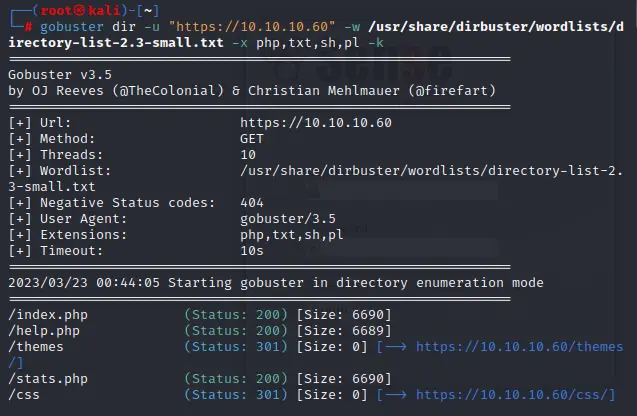 ┌──(root㉿kali)-[~]
└─# gobuster dir -u "https://10.10.10.60" -w /usr/share/dirbuster/wordlists/d
irectory-list-2.3-small.txt -x php,txt,sh,pl -k
===============================================================
Gobuster v3.5
by OJ Reeves (@TheColonial) & Christian Mehlmauer (@firefart)
===============================================================
[+] Url:                     https://10.10.10.60
[+] Method:                  GET
[+] Threads:                 10
[+] Wordlist:                /usr/share/dirbuster/wordlists/directory-list-2.
3-small.txt
[+] Negative Status codes:   404
[+] User Agent:              gobuster/3.5
[+] Extensions:              php,txt,sh,pl
[+] Timeout:                 10s
===============================================================
2023/03/23 00:44:05 Starting gobuster in directory enumeration mode
===============================================================
/index.php            (Status: 200) [Size: 6690]
/help.php             (Status: 200) [Size: 6689]
/themes               (Status: 301) [Size: 0] [--> https://10.10.10.60/themes
/]
/stats.php            (Status: 200) [Size: 6690]
/css                  (Status: 301) [Size: 0] [--> https://10.10.10.60/css/]